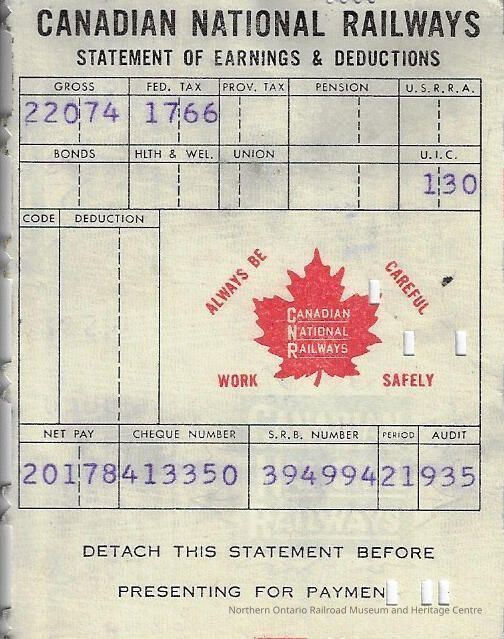 CANADIAN NATIONAL RAILWAYS
STATEMENT OF EARNINGS & DEDUCTIONS
GROSS FED. TAX PROV. TAX PENSION U.S.R.R.A.
22074 1766
BONDS HLTH & WEL. UNION U.I.C.
130
CODE DEDUCTION
ALWAYS BE CAREFUL
CANADIAN
NATIONAL
RAILWAYS
WORK SAFELY
NET PAY CHEQUE NUMBER S.R.B. NUMBER PERIOD AUDIT
20178 413350 394994 21 935
DETACH THIS STATEMENT BEFORE
PRESENTING FOR PAYMEN
Northern Ontario Railroad Museum and Heritage Centre